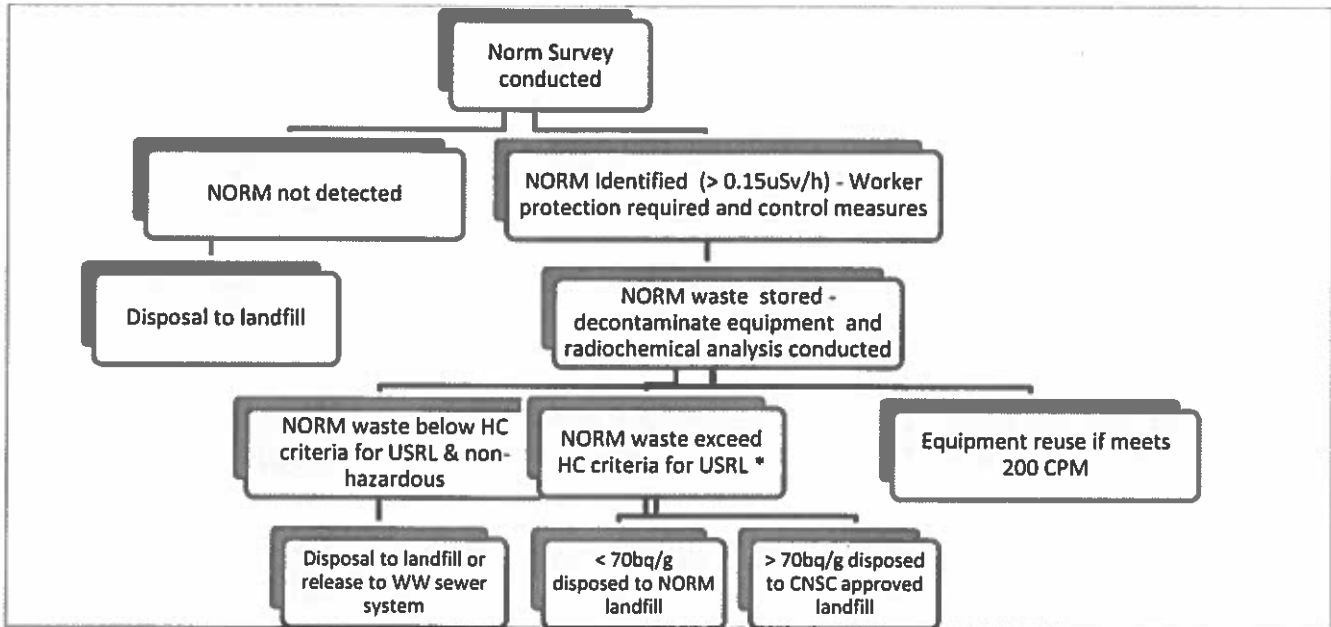 Norm Survey
conducted
NORM not detected
NORM Identified (> 0.15uSv/h) - Worker
protection required and control measures
Disposal to landfill
NORM waste stored -
decontaminate equipment and
radiochemical analysis conducted
NORM waste below HC
criteria for USRL & non-
hazardous
NORM waste exceed
HC criteria for USRL *
Equipment reuse if meets
200 CPM
Disposal to landfill or
release to WW sewer
system
< 70bq/g
disposed to NORM
landfill
> 70bq/g disposed
to CNSC approved
landfill